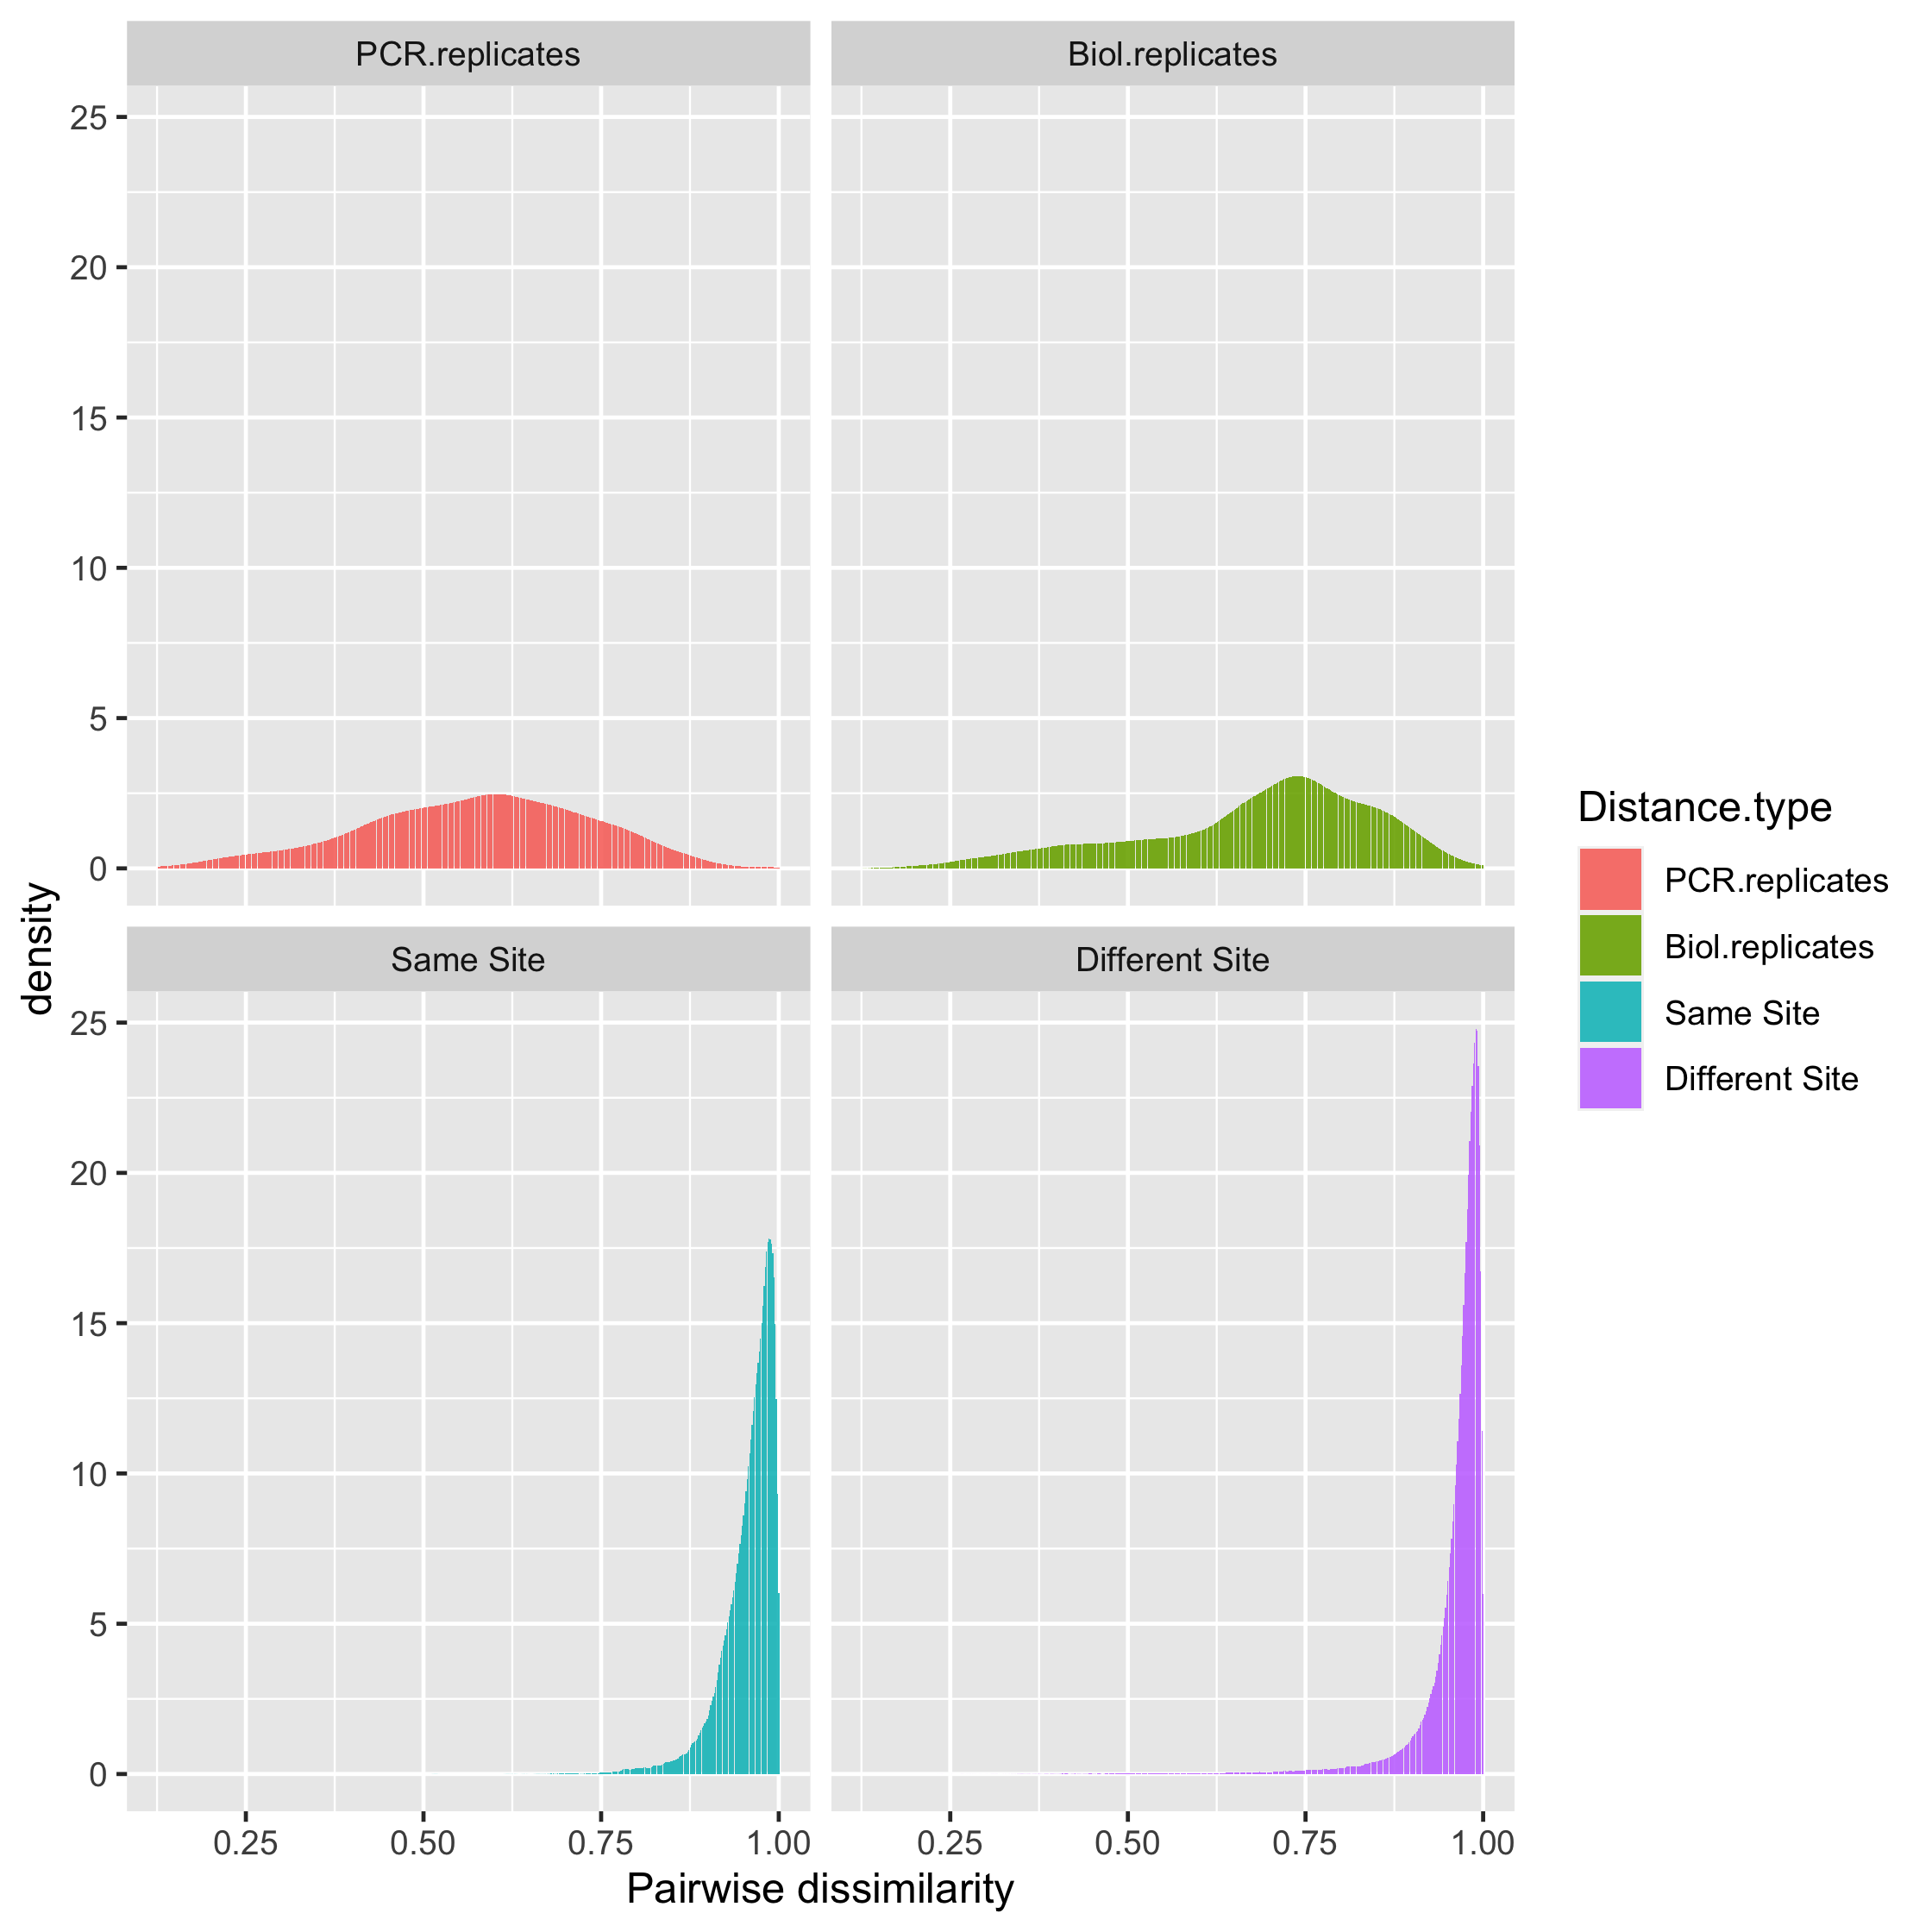 PCR.replicates
Biol.replicates
25
20
15
10
5
0
density
Same Site
Different Site
25
20
15
10
5
0
0.25 0.50 0.75 1.00 0.25 0.50 0.75 1.00
Pairwise dissimilarity
Distance.type
PCR.replicates
Biol.replicates
Same Site
Different Site